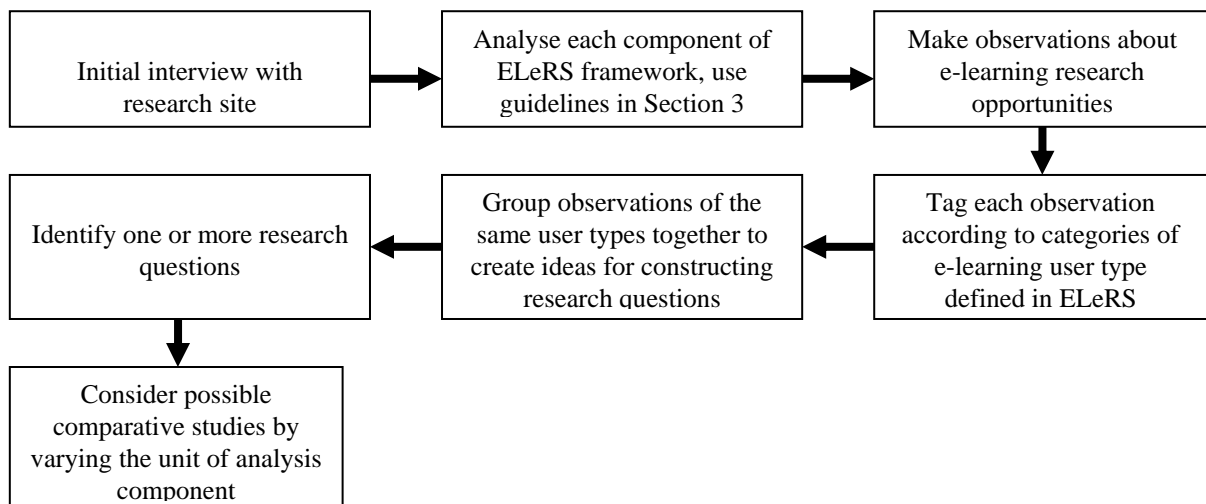 Initial interview with
research site
Analyse each component of
ELeRS framework, use
guidelines in Section 3
Make observations about
e-learning research
opportunities
Tag each observation
according to categories of
e-learning user type
defined in ELeRS
Group observations of the
same user types together to
create ideas for constructing
research questions
Identify one or more research
questions
Consider possible
comparative studies by
varying the unit of analysis
component